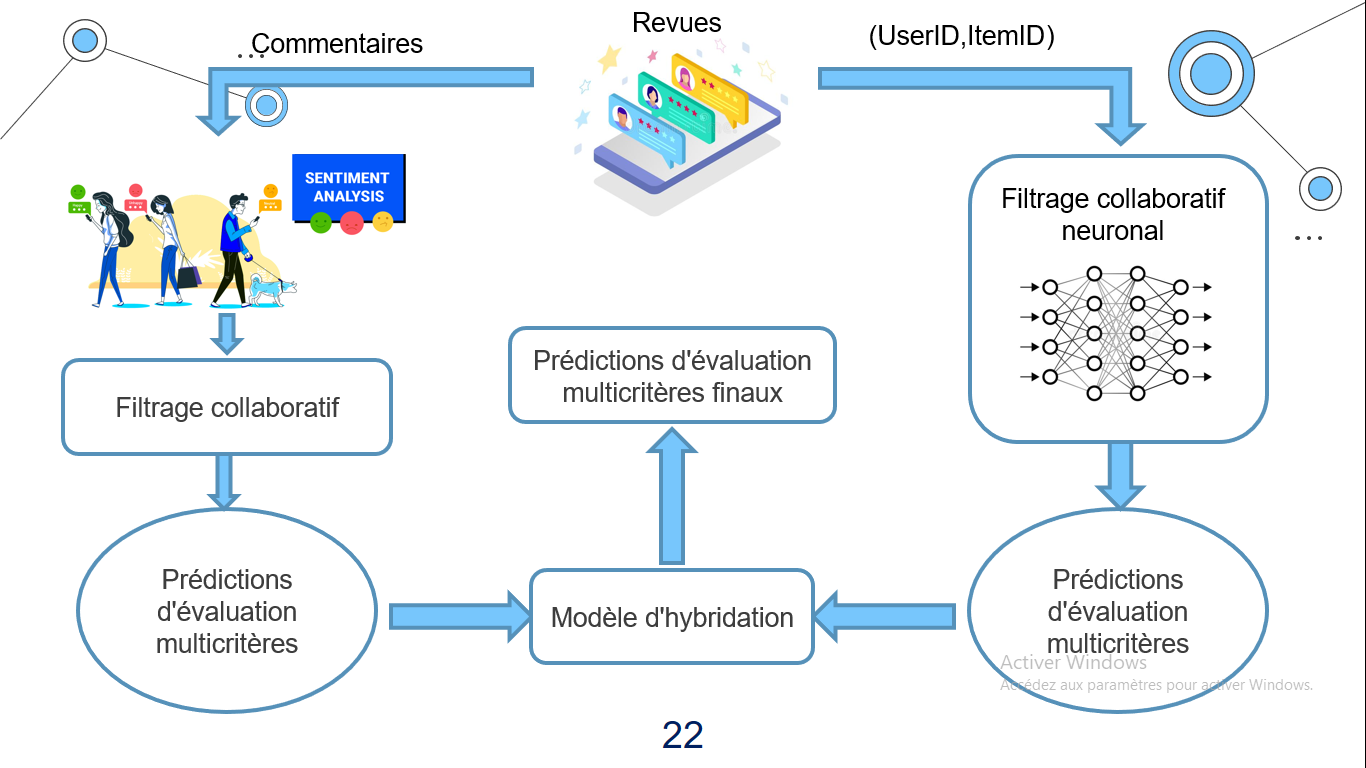 Revues
Commentaires
(UserID,ItemID)
...
SENTIMENT
ANALYSIS
Filtrage collaboratif
neuronal
...
Filtrage collaboratif
Prédictions d'évaluation
multicritères finaux
Prédictions
d'évaluation
multicritères
Modèle d'hybridation
Prédictions
d'évaluation
multicritères
Activer Windows
Accédez aux paramètres pour activer Windows.
22